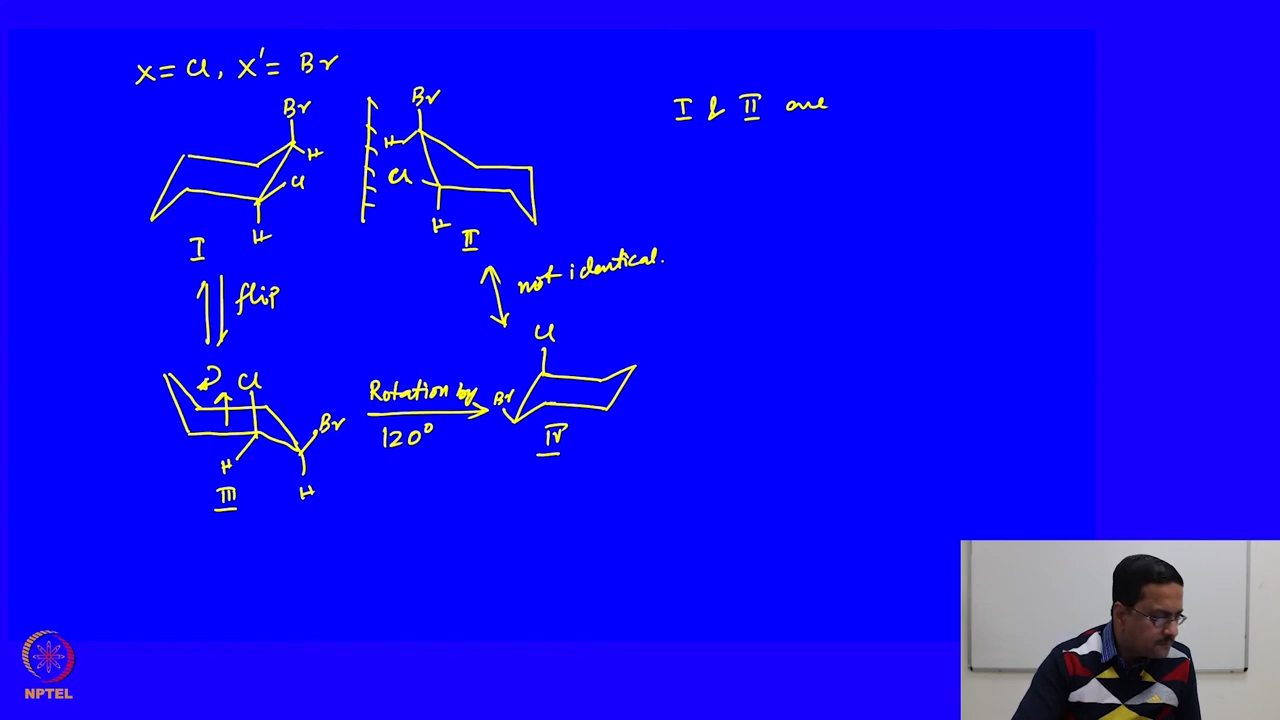 X = Cl, X' = Br
I & II are
Br
H
Cl
H
I
Br
H
Cl
H
II
flip
not identical.
Cl
Br
H
H
III
Rotation by
120°
Cl
Br
IV
NPTEL